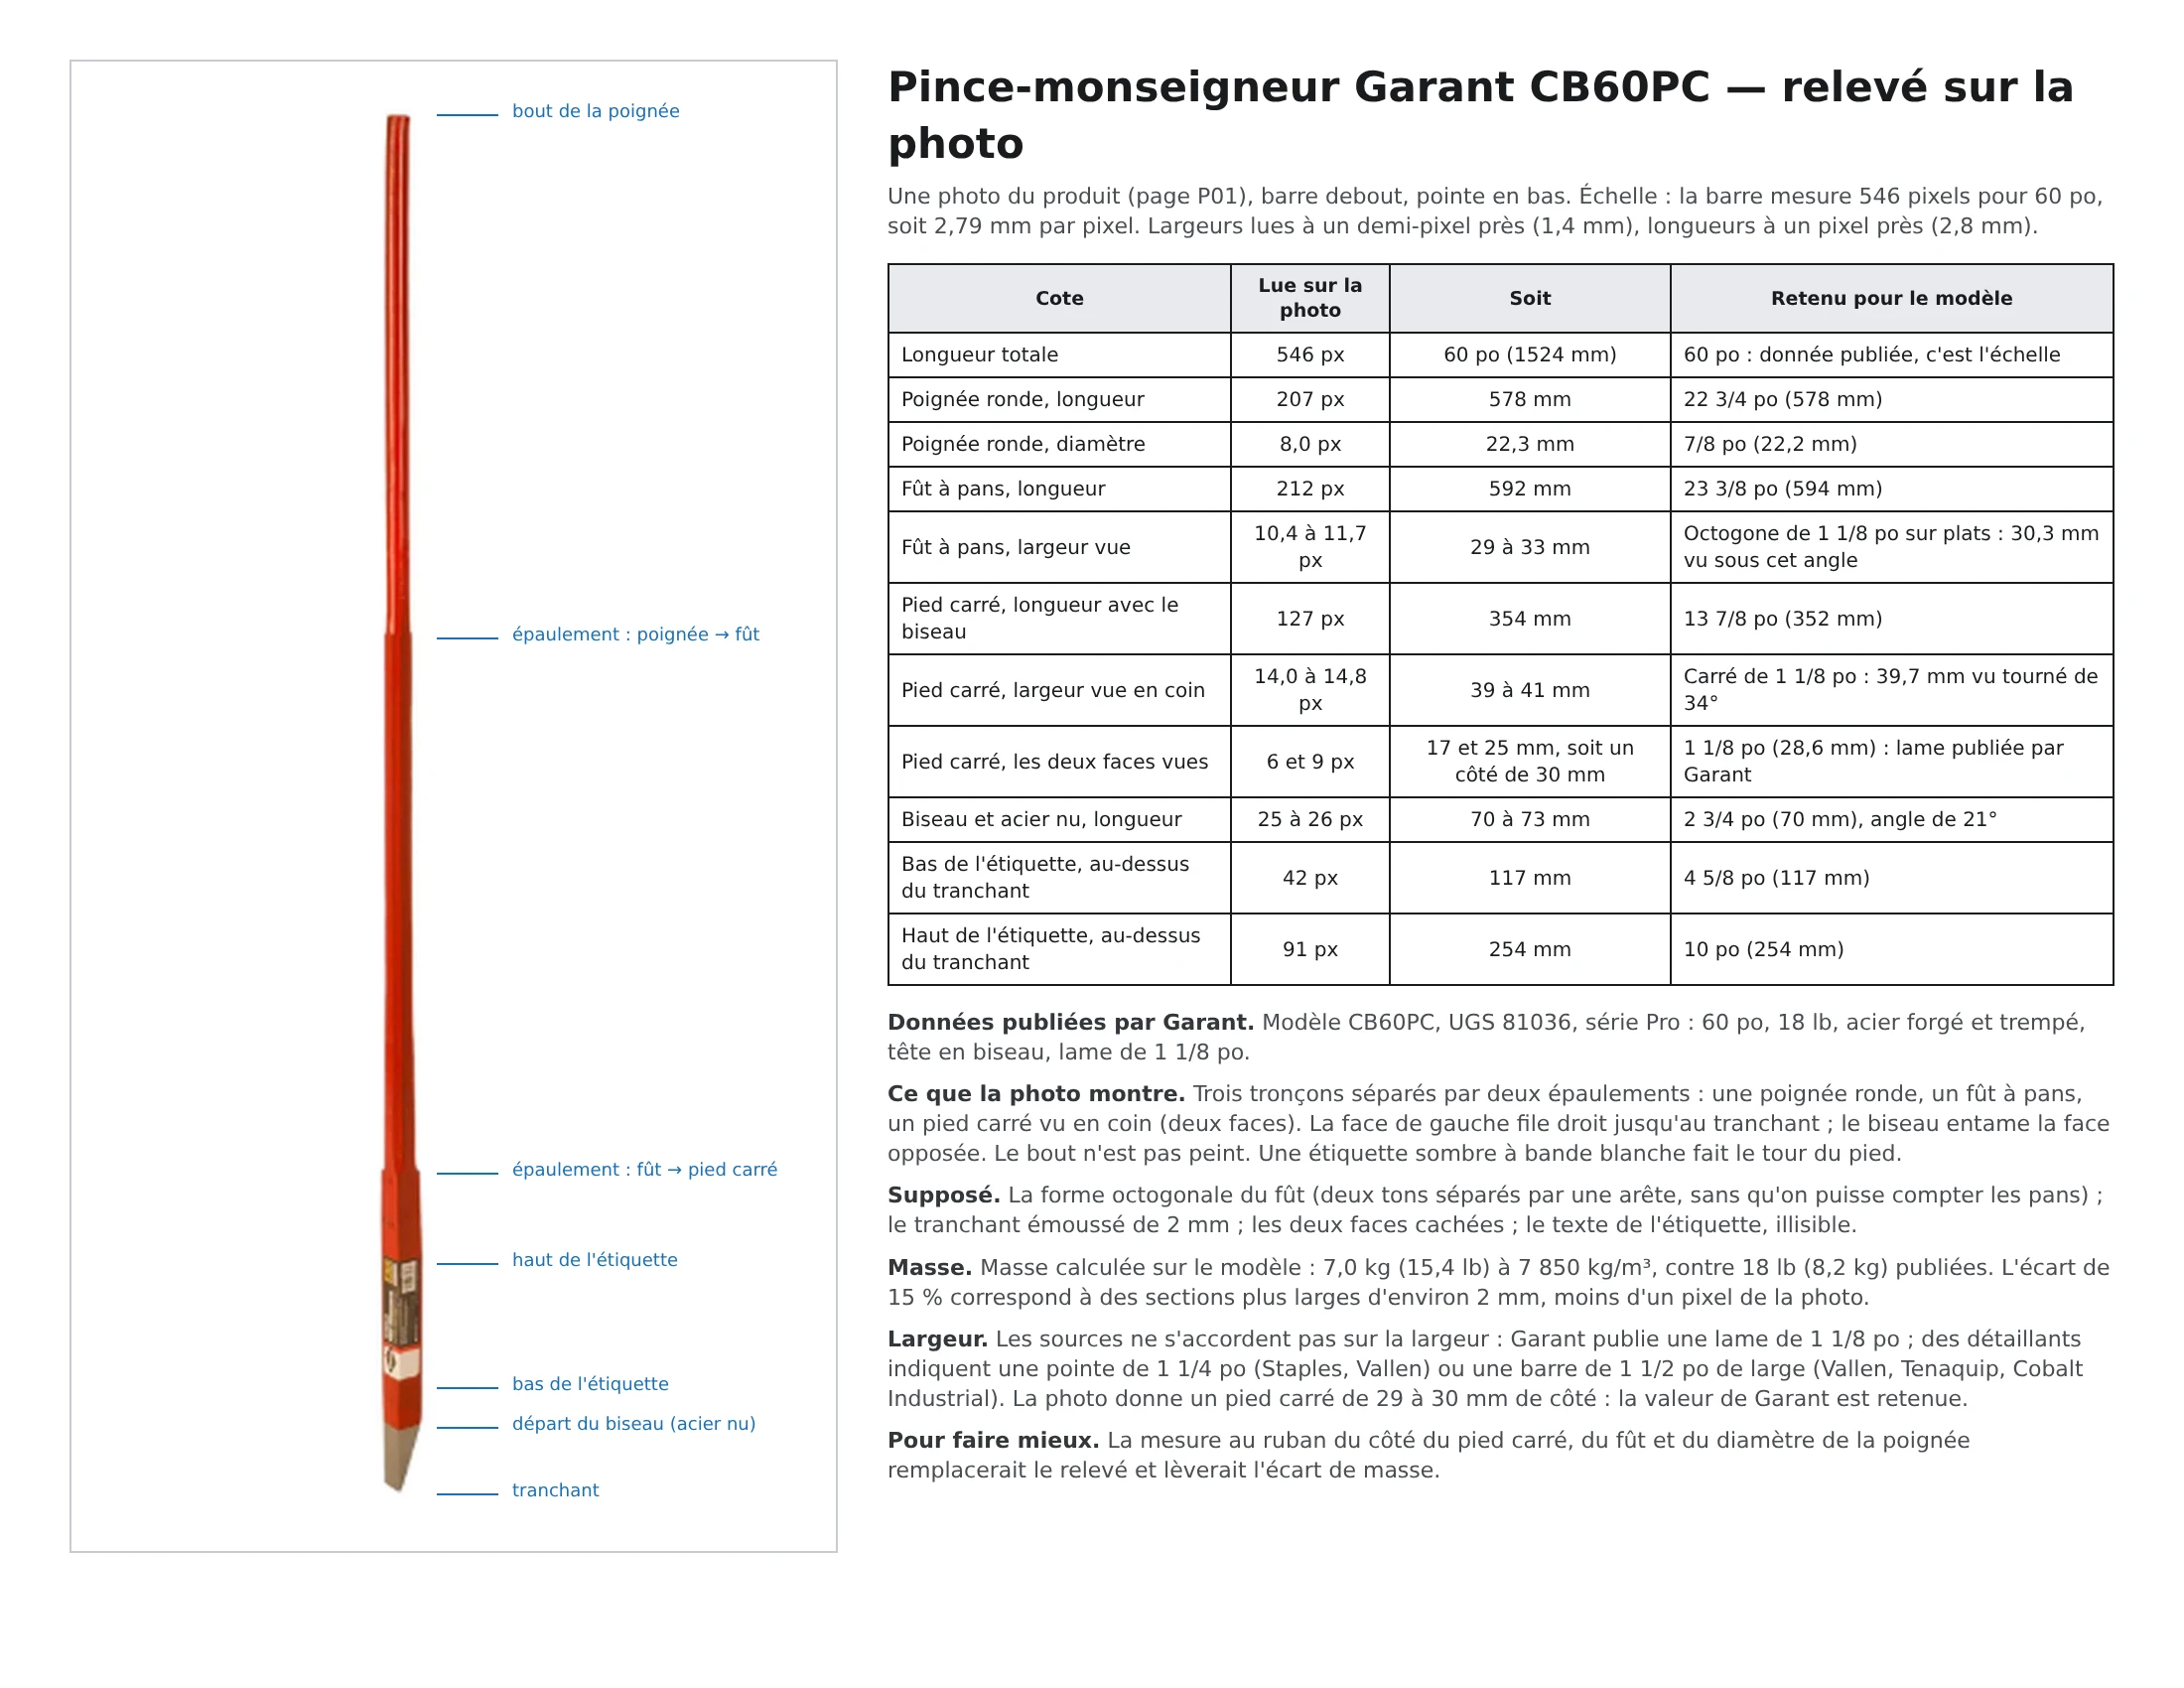 bout de la poignée
épaulement : poignée → fût
épaulement : fût → pied carré
haut de l'étiquette
bas de l'étiquette
départ du biseau (acier nu)
tranchant
Pince-monseigneur Garant CB60PC — relevé sur la
photo
Une photo du produit (page P01), barre debout, pointe en bas. Échelle : la barre mesure 546 pixels pour 60 po,
soit 2,79 mm par pixel. Largeurs lues à un demi-pixel près (1,4 mm), longueurs à un pixel près (2,8 mm).
Cote Lue sur la photo Soit Retenu pour le modèle
Longueur totale 546 px 60 po (1524 mm) 60 po : donnée publiée, c'est l'échelle
Poignée ronde, longueur 207 px 578 mm 22 3/4 po (578 mm)
Poignée ronde, diamètre 8,0 px 22,3 mm 7/8 po (22,2 mm)
Fût à pans, longueur 212 px 592 mm 23 3/8 po (594 mm)
Fût à pans, largeur vue 10,4 à 11,7 px 29 à 33 mm Octogone de 1 1/8 po sur plats : 30,3 mm vu sous cet angle
Pied carré, longueur avec le biseau 127 px 354 mm 13 7/8 po (352 mm)
Pied carré, largeur vue en coin 14,0 à 14,8 px 39 à 41 mm Carré de 1 1/8 po : 39,7 mm vu tourné de 34°
Pied carré, les deux faces vues 6 et 9 px 17 et 25 mm, soit un côté de 30 mm 1 1/8 po (28,6 mm) : lame publiée par Garant
Biseau et acier nu, longueur 25 à 26 px 70 à 73 mm 2 3/4 po (70 mm), angle de 21°
Bas de l'étiquette, au-dessus du tranchant 42 px 117 mm 4 5/8 po (117 mm)
Haut de l'étiquette, au-dessus du tranchant 91 px 254 mm 10 po (254 mm)
Données publiées par Garant. Modèle CB60PC, UGS 81036, série Pro : 60 po, 18 lb, acier forgé et trempé,
tête en biseau, lame de 1 1/8 po.
Ce que la photo montre. Trois tronçons séparés par deux épaulements : une poignée ronde, un fût à pans,
un pied carré vu en coin (deux faces). La face de gauche file droit jusqu'au tranchant ; le biseau entame la face
opposée. Le bout n'est pas peint. Une étiquette sombre à bande blanche fait le tour du pied.
Supposé. La forme octogonale du fût (deux tons séparés par une arête, sans qu'on puisse compter les pans) ;
le tranchant émoussé de 2 mm ; les deux faces cachées ; le texte de l'étiquette, illisible.
Masse. Masse calculée sur le modèle : 7,0 kg (15,4 lb) à 7 850 kg/m³, contre 18 lb (8,2 kg) publiées. L'écart de
15 % correspond à des sections plus larges d'environ 2 mm, moins d'un pixel de la photo.
Largeur. Les sources ne s'accordent pas sur la largeur : Garant publie une lame de 1 1/8 po ; des détaillants
indiquent une pointe de 1 1/4 po (Staples, Vallen) ou une barre de 1 1/2 po de large (Vallen, Tenaquip, Cobalt
Industrial). La photo donne un pied carré de 29 à 30 mm de côté : la valeur de Garant est retenue.
Pour faire mieux. La mesure au ruban du côté du pied carré, du fût et du diamètre de la poignée
remplacerait le relevé et lèverait l'écart de masse.